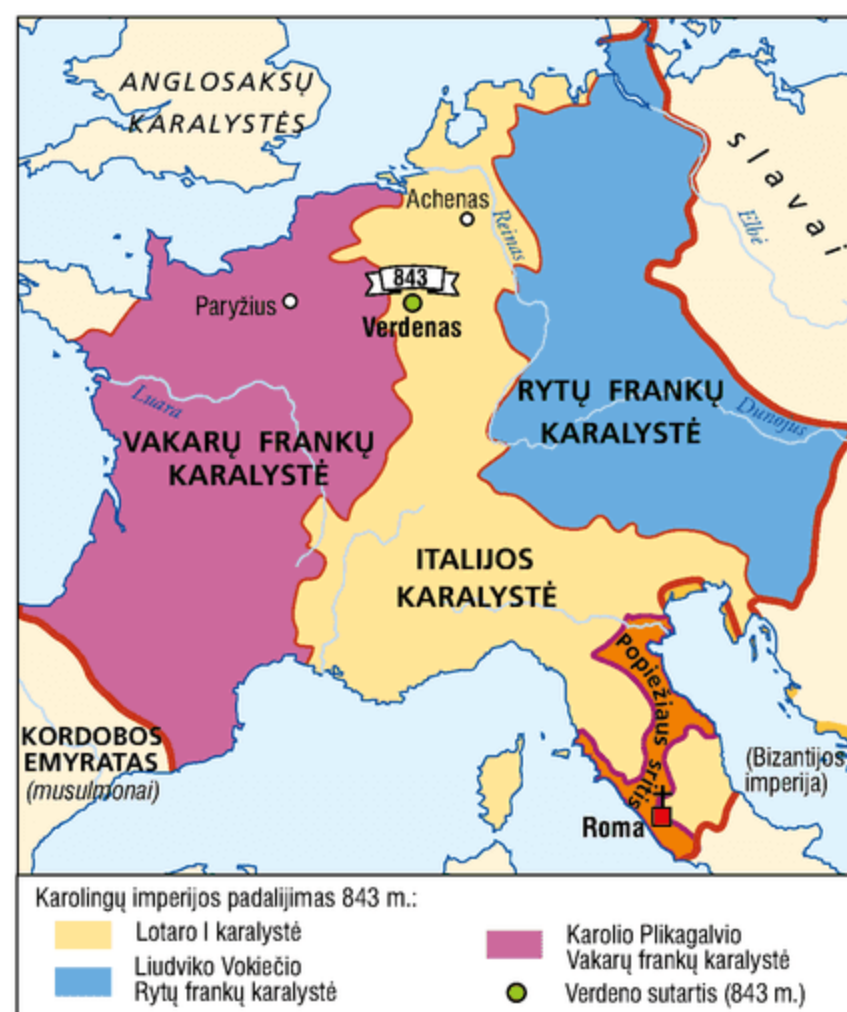 ANGLOSAKSŲ
KARALYSTĖS
slavai
Elbė
Achenas
Reinas
843
Verdenas
Paryžius
Luara
VAKARŲ FRANKŲ
KARALYSTĖ
RYTŲ FRANKŲ
KARALYSTĖ
Dunojus
ITALIJOS
KARALYSTĖ
Popiežiaus sritis
KORDOBOS
EMYRATAS
(musulmonai)
Roma
(Bizantijos
imperija)
Karolingų imperijos padalijimas 843 m.:
Lotaro I karalystė
Liudviko Vokiečio
Rytų frankų karalystė
Karolio Plikagalvio
Vakarų frankų karalystė
Verdeno sutartis (843 m.)